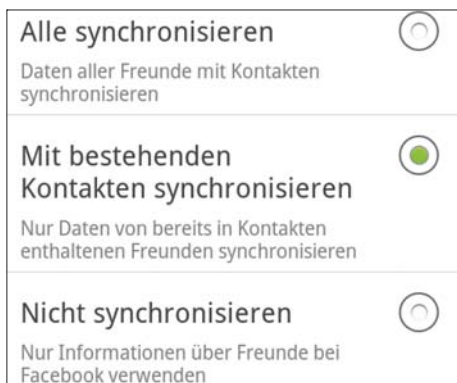 Alle synchronisieren
Daten aller Freunde mit Kontakten
synchronisieren
Mit bestehenden
Kontakten synchronisieren
Nur Daten von bereits in Kontakten
enthaltenen Freunden synchronisieren
Nicht synchronisieren
Nur Informationen über Freunde bei
Facebook verwenden